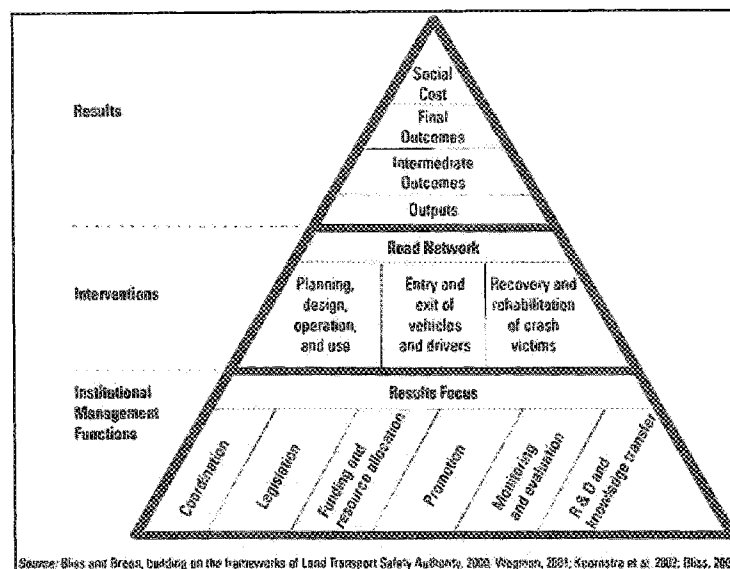 Social
Cost
Results
Final
Outcomes
Intermediate
Outcomes
Outputs
Road Network
Interventions
Planning,
design,
operation,
and use
Entry and
exit of
vehicles
and drivers
Recovery and
rehabilitation
of crash
victims
Institutional
Management
Functions
Results Focus
Coordination
Legislation
Funding and
resource allocation
Promotion
Monitoring
and evaluation
R & D and
knowledge transfer
Source: Bliss and Breen, building on the frameworks of Land Transport Safety Authority, 2000; Wegman, 2001; Koornstra et al, 2002; Bliss,